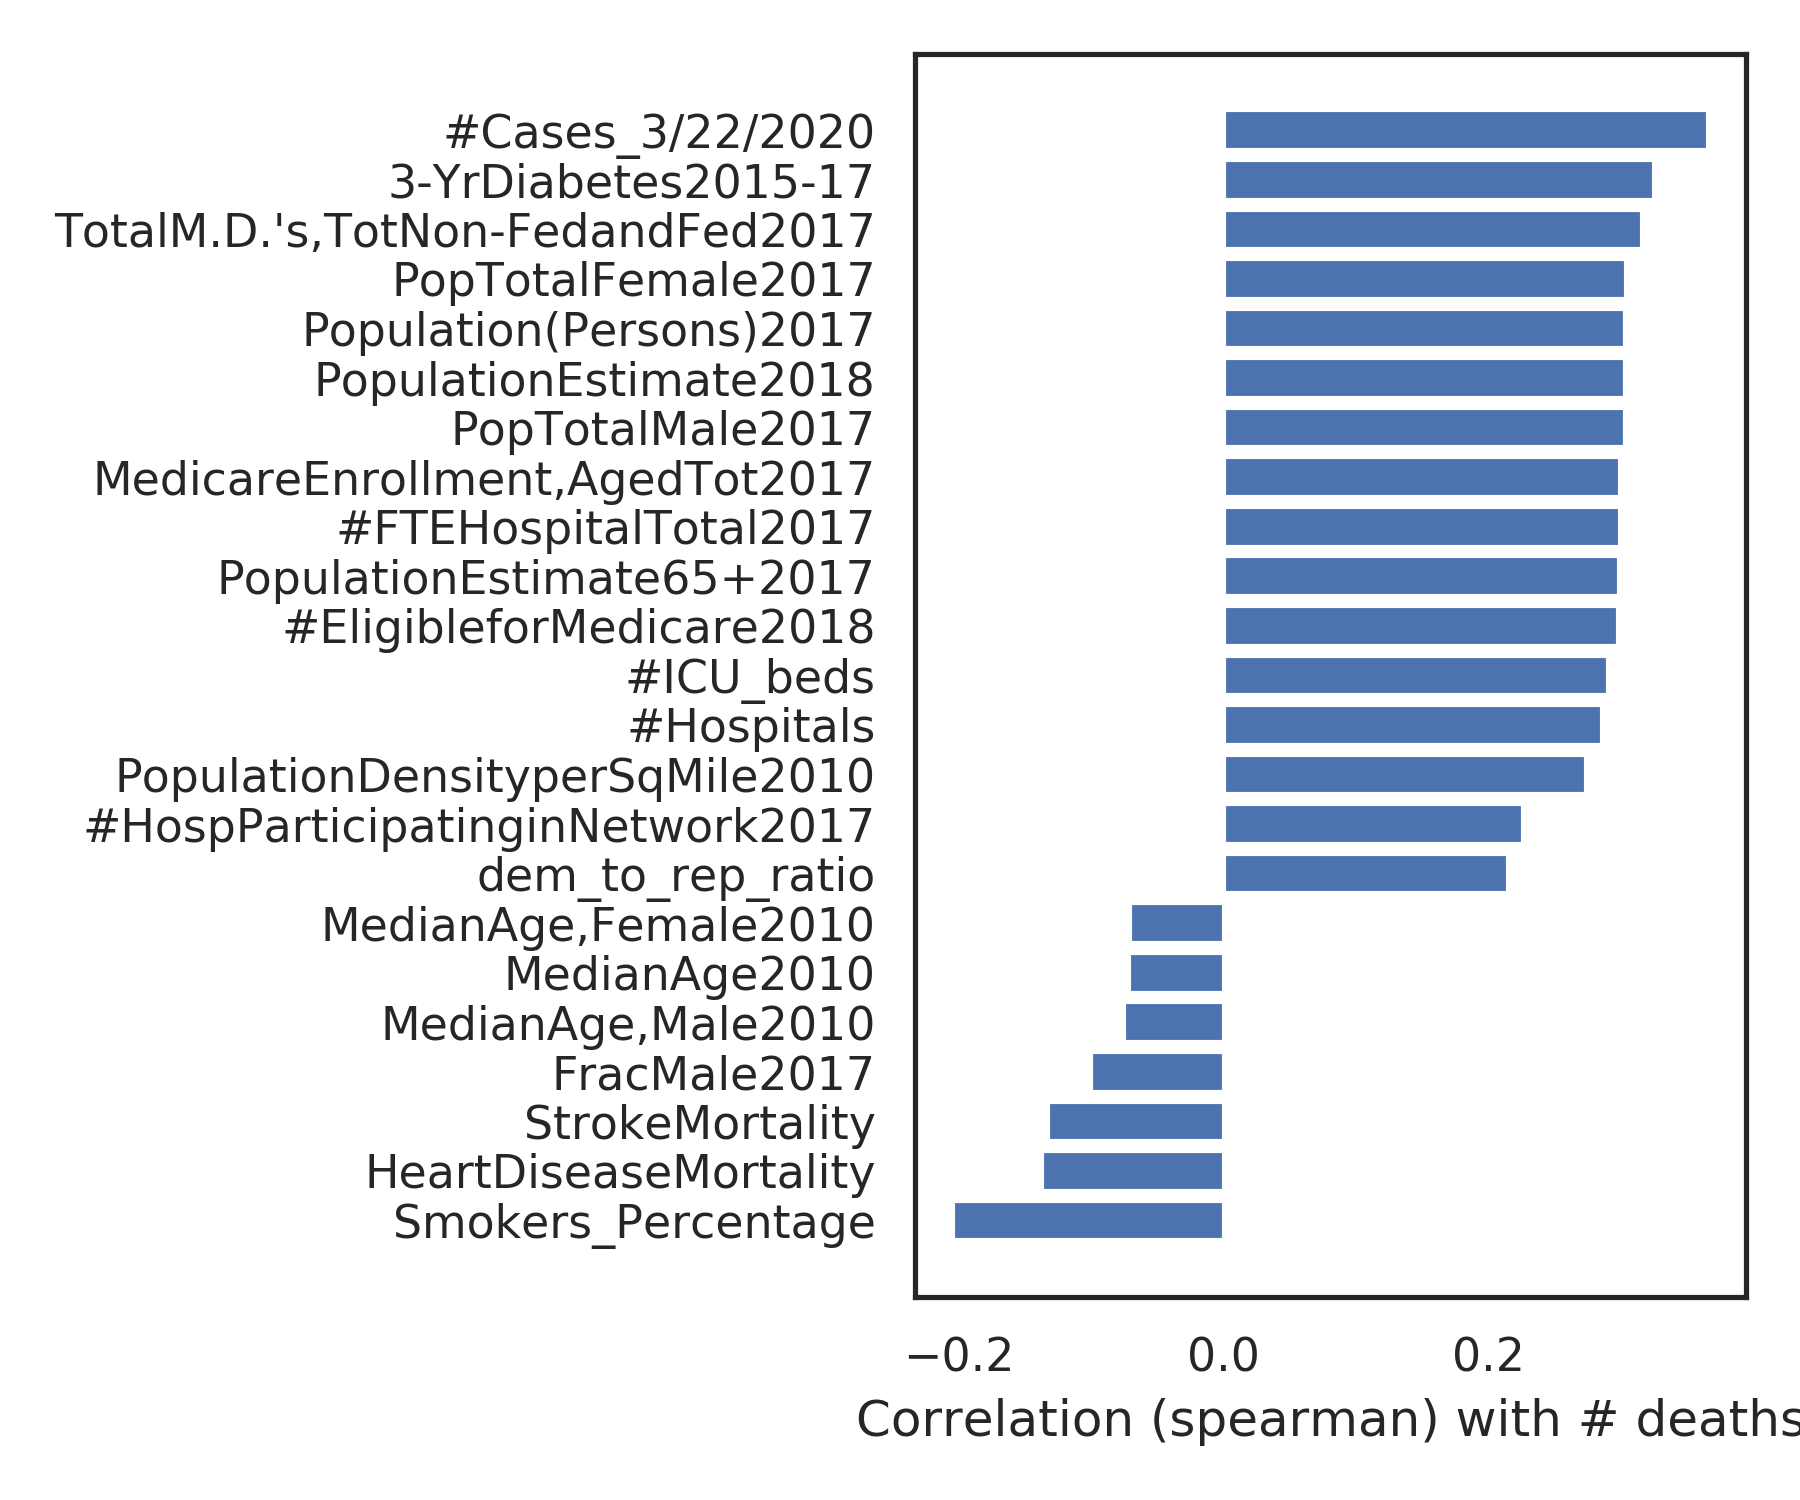 #Cases_3/22/2020
3-YrDiabetes2015-17
TotalM.D.'s,TotNon-FedandFed2017
PopTotalFemale2017
Population(Persons)2017
PopulationEstimate2018
PopTotalMale2017
MedicareEnrollment,AgedTot2017
#FTEHospitalTotal2017
PopulationEstimate65+2017
#EligibleforMedicare2018
#ICU_beds
#Hospitals
PopulationDensityperSqMile2010
#HospParticipatinginNetwork2017
dem_to_rep_ratio
MedianAge,Female2010
MedianAge2010
MedianAge,Male2010
FracMale2017
StrokeMortality
HeartDiseaseMortality
Smokers_Percentage
−0.2 0.0 0.2
Correlation (spearman) with # deaths